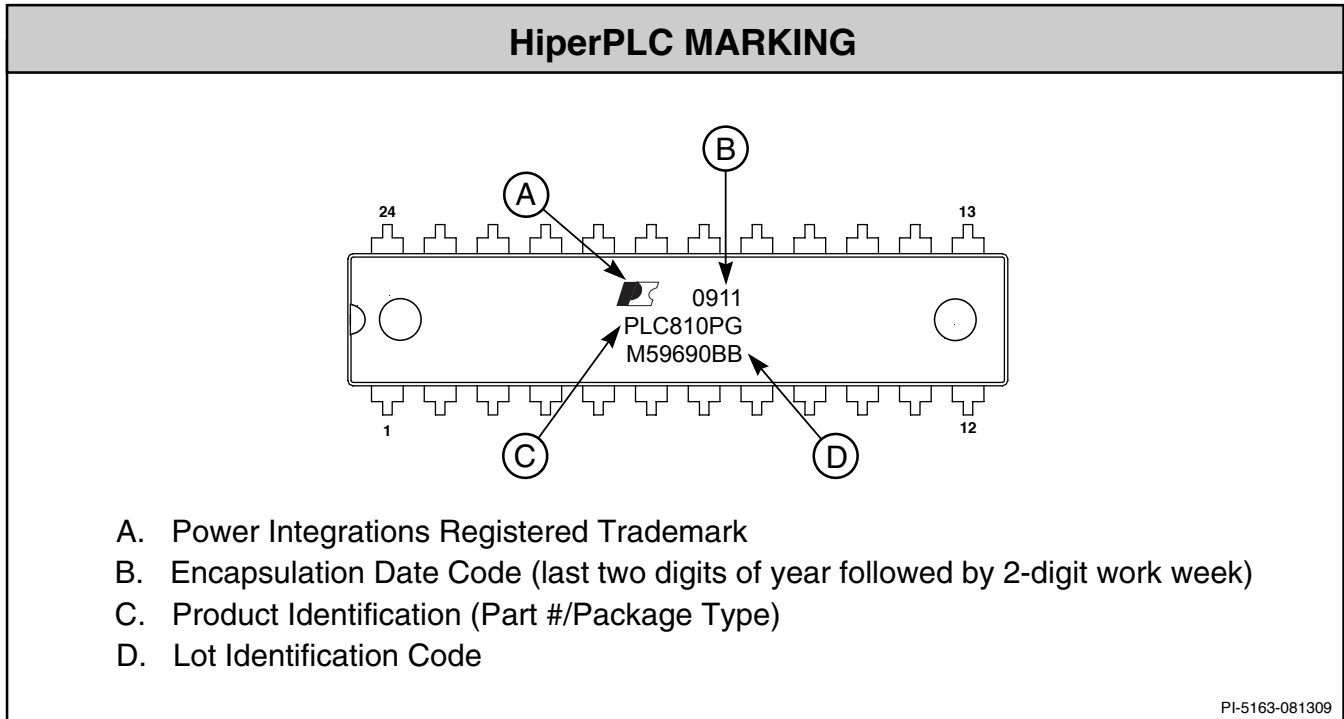 HiperPLC MARKING
B
A
24
13
0911
PLC810PG
M59690BB
1
12
C
D
A. Power Integrations Registered Trademark
B. Encapsulation Date Code (last two digits of year followed by 2-digit work week)
C. Product Identification (Part #/Package Type)
D. Lot Identification Code
PI-5163-081309